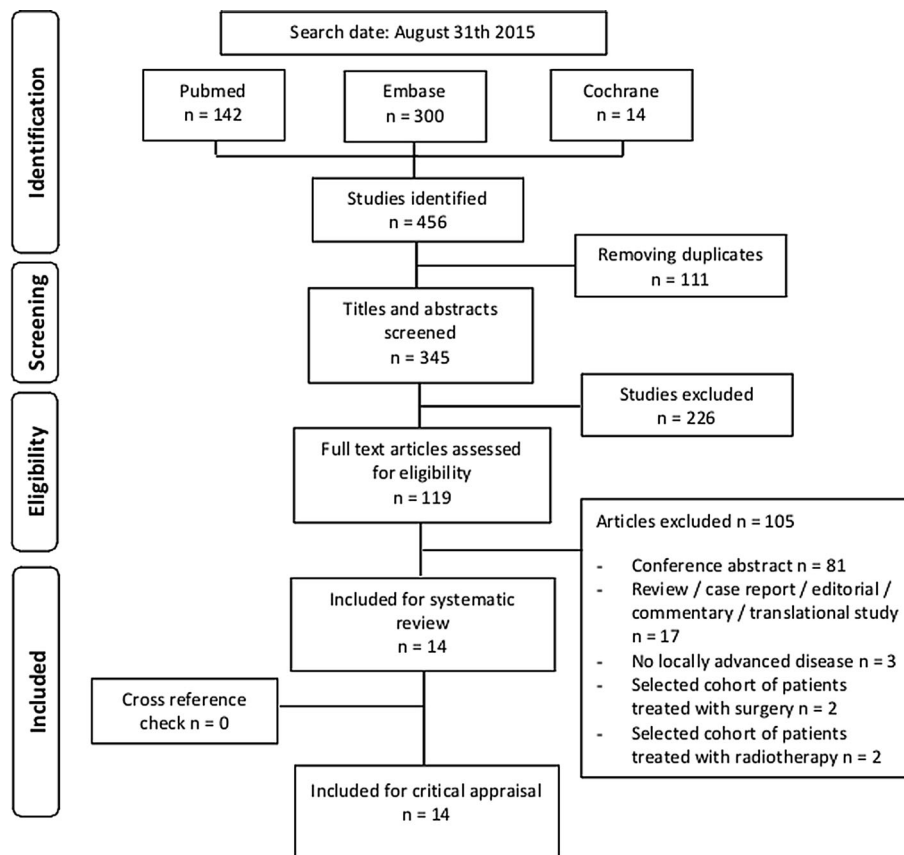 Search date: August 31th 2015
Identification
Pubmed
n = 142
Embase
n = 300
Cochrane
n = 14
Studies identified
n = 456
Removing duplicates
n = 111
Screening
Titles and abstracts
screened
n = 345
Studies excluded
n = 226
Eligibility
Full text articles assessed
for eligibility
n = 119
Articles excluded n = 105
- Conference abstract n = 81
- Review / case report / editorial /
commentary / translational study
n = 17
- No locally advanced disease n = 3
- Selected cohort of patients
treated with surgery n = 2
- Selected cohort of patients
treated with radiotherapy n = 2
Included
Included for systematic
review
n = 14
Cross reference
check n = 0
Included for critical appraisal
n = 14